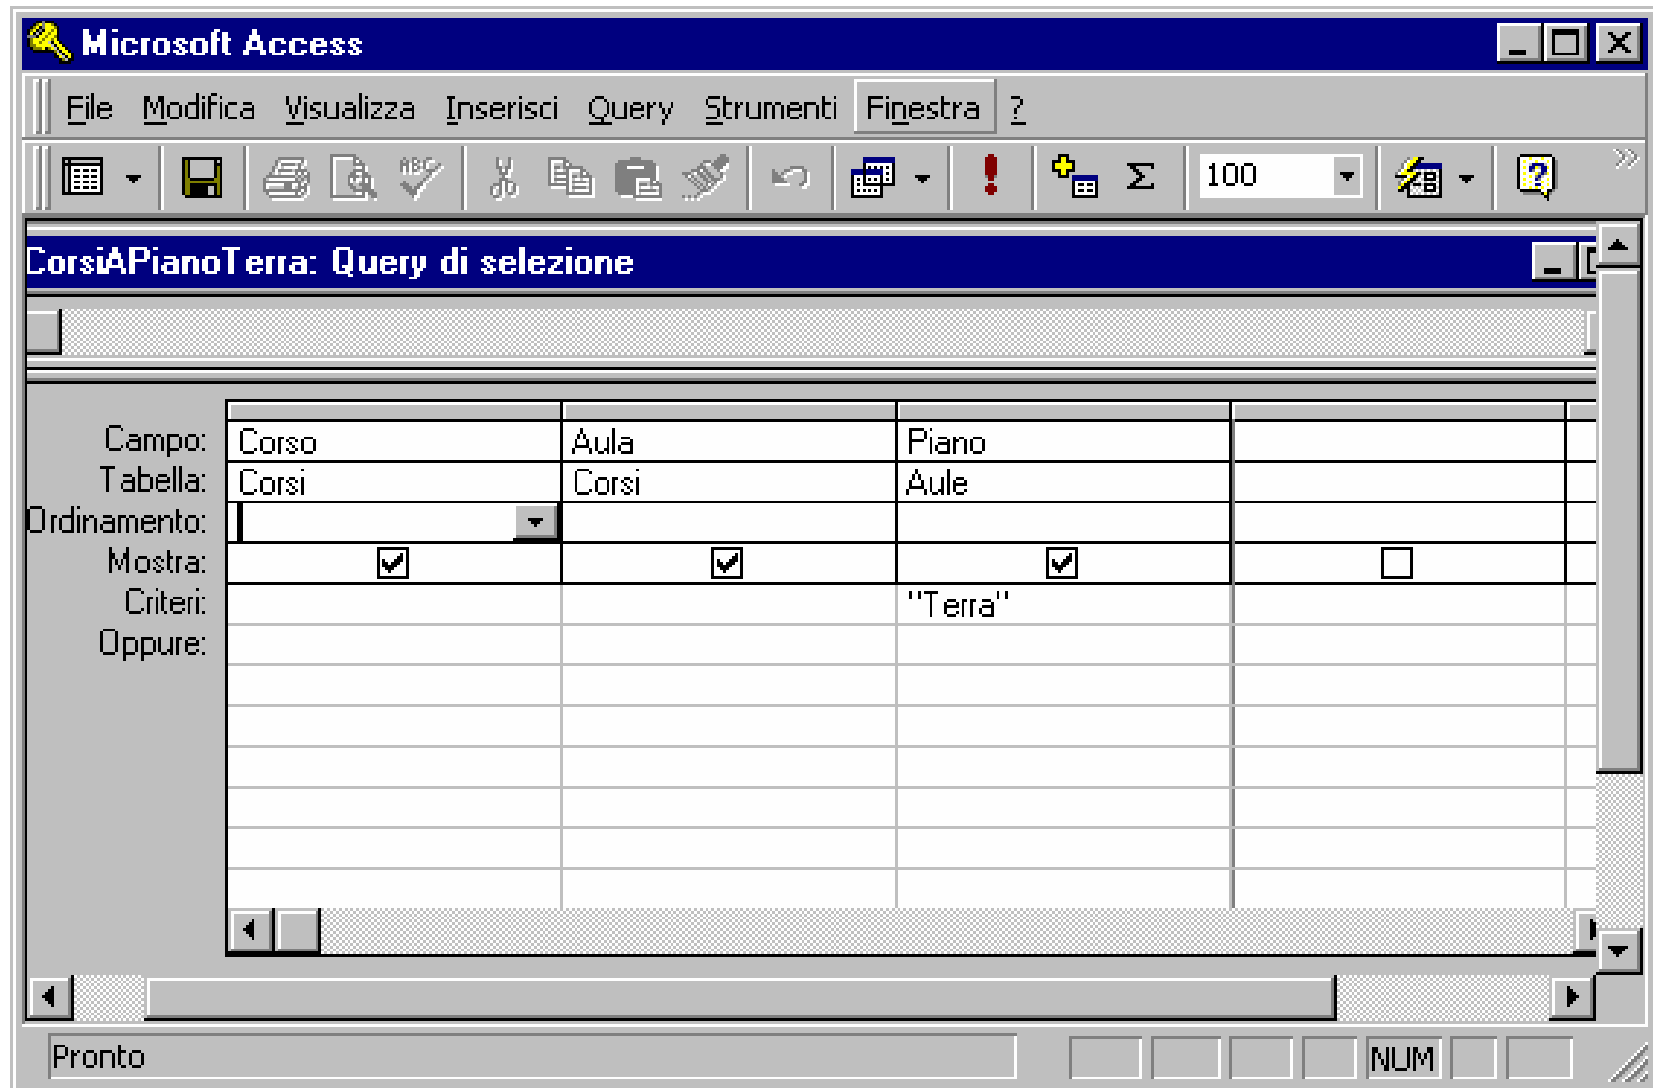 Microsoft Access
File Modifica Visualizza Inserisci Query Strumenti Finestra ?
ABC 100
CorsiAPianoTerra: Query di selezione
Campo: Corso Aula Piano
Tabella: Corsi Corsi Aule
Ordinamento:
Mostra:
Criteri: "Terra"
Oppure:
Pronto NUM